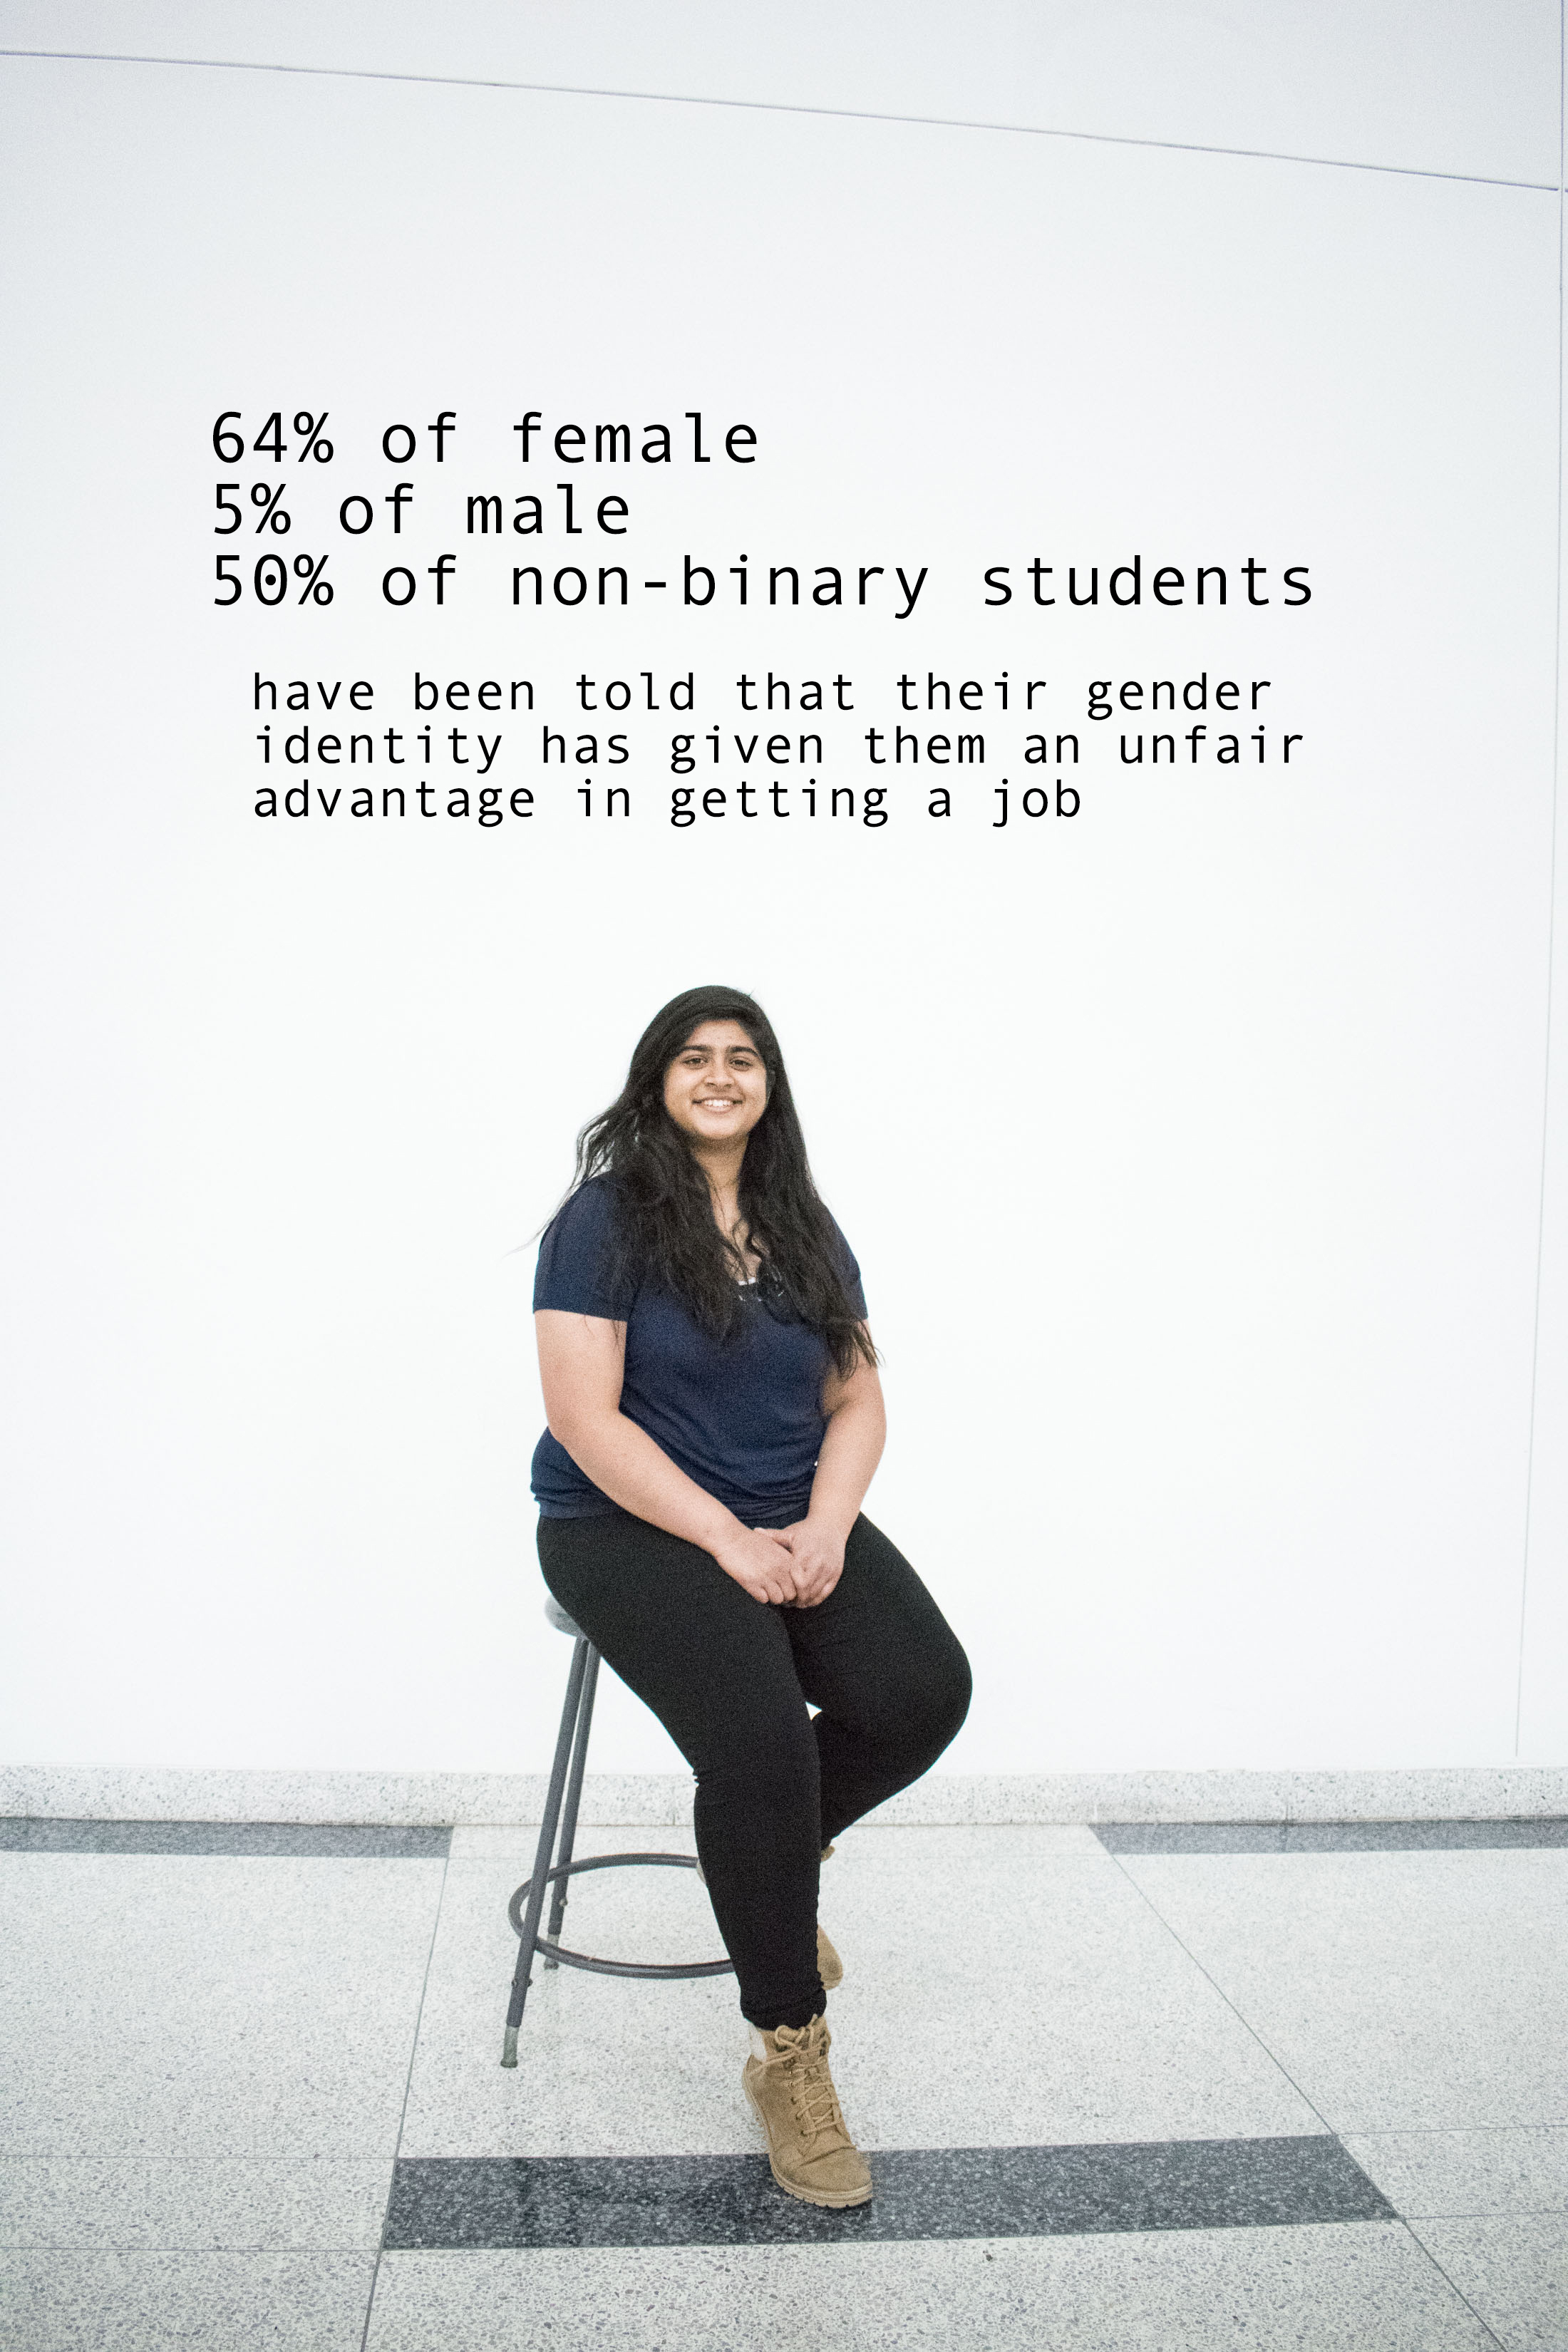 64% of female
5% of male
50% of non-binary students
have been told that their gender
identity has given them an unfair
advantage in getting a job